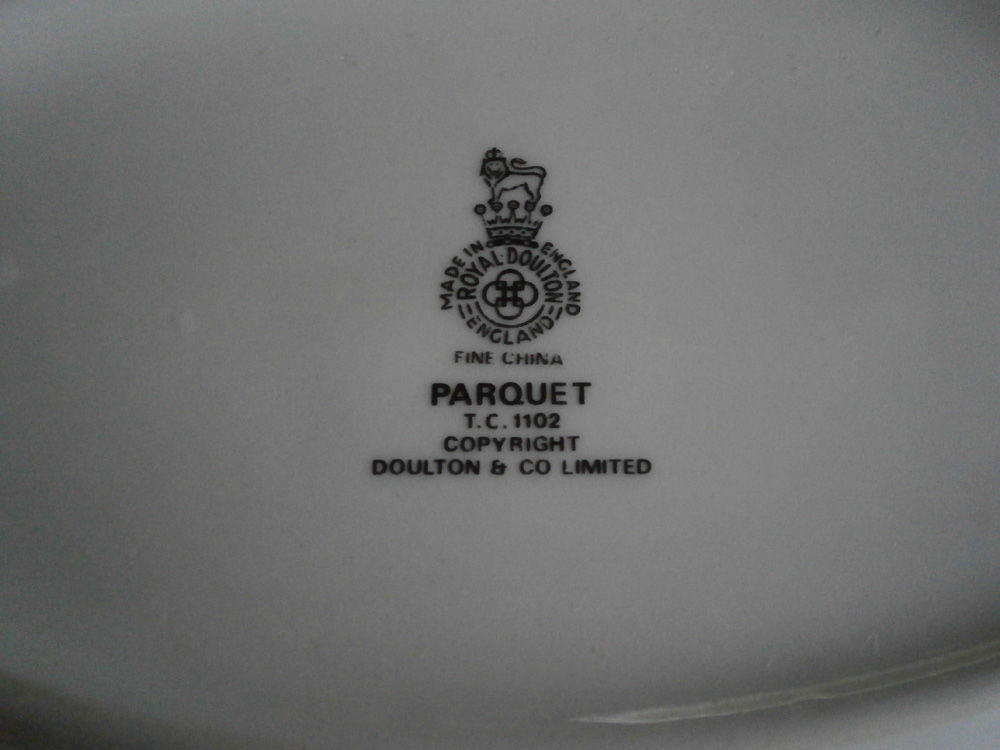 MADE IN ENGLAND
ROYAL·DOULTON
ENGLAND
FINE CHINA
PARQUET
T.C.1102
COPYRIGHT
DOULTON & CO LIMITED